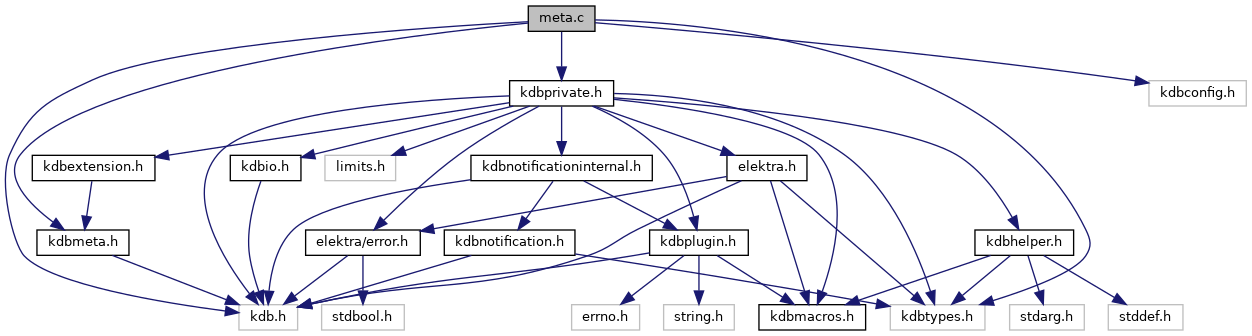 meta.c
kdbprivate.h
kdbconfig.h
kdbextension.h
kdbio.h
limits.h
kdbnotificationinternal.h
elektra.h
kdbmeta.h
elektra/error.h
kdbnotification.h
kdbplugin.h
kdbhelper.h
kdb.h
stdbool.h
errno.h
string.h
kdbmacros.h
kdbtypes.h
stdarg.h
stddef.h